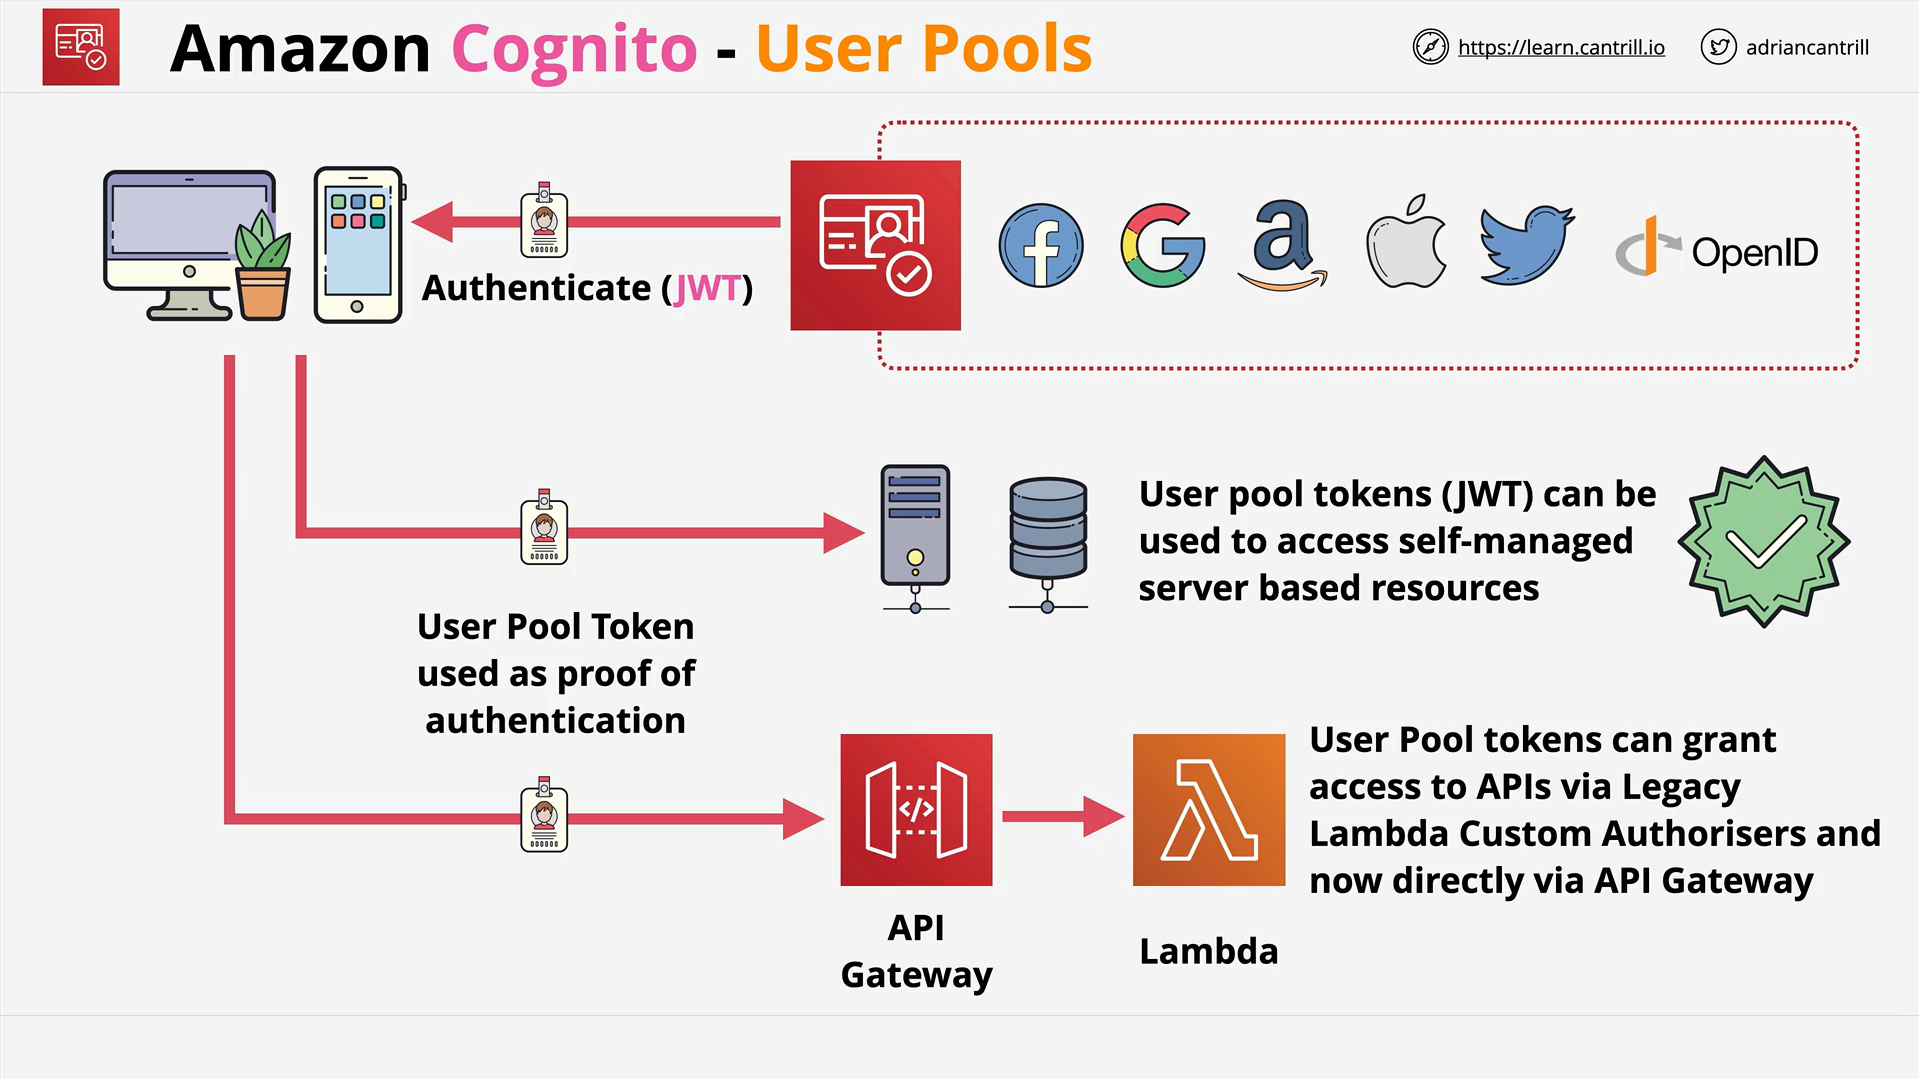 Amazon Cognito - User Pools
https://learn.cantrill.io
adriancantrill
Authenticate (JWT)
OpenID
User pool tokens (JWT) can be
used to access self-managed
server based resources
User Pool Token
used as proof of
authentication
User Pool tokens can grant
access to APIs via Legacy
Lambda Custom Authorisers and
now directly via API Gateway
API
Gateway
Lambda